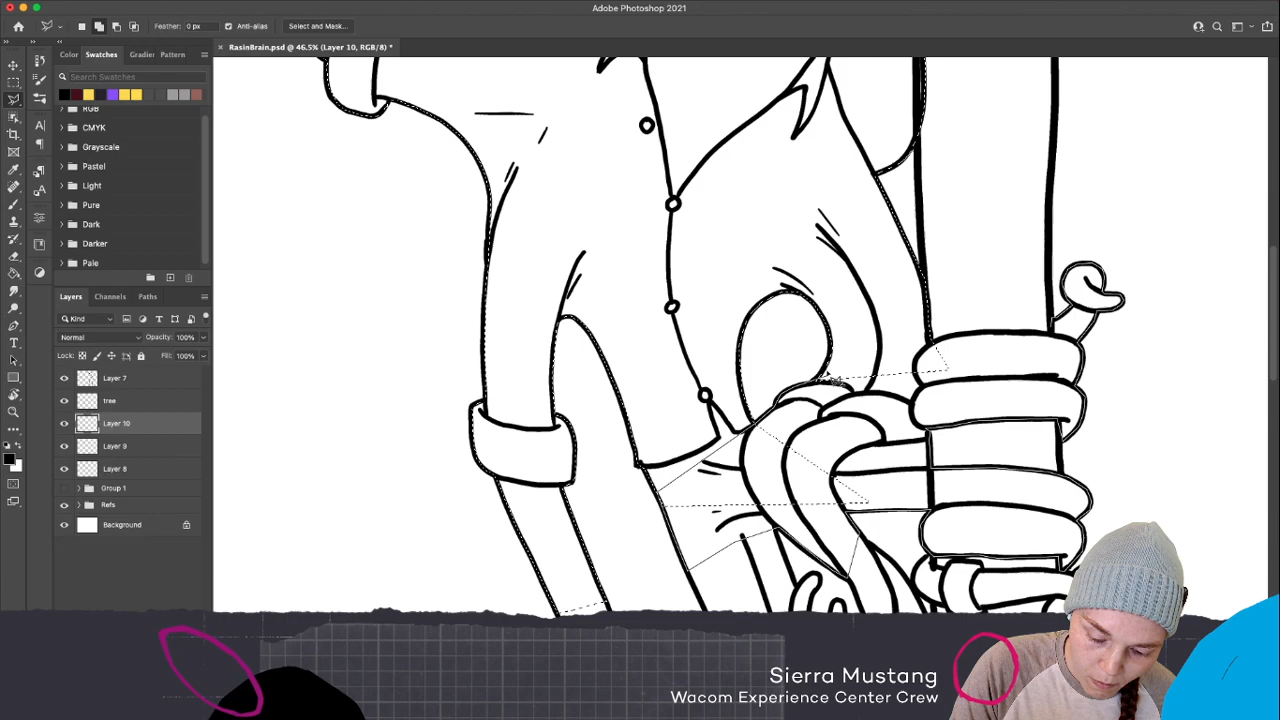 Adobe Photoshop 2021
Feather: 0 px
Anti-alias
Select and Mask...
Color
Swatches
Gradier
Pattern
RasinBrain.psd @ 46.5% (Layer 10, RGB/8) *
Search Swatches
RGB
CMYK
Grayscale
Pastel
Light
Pure
Dark
Darker
Pale
Layers
Channels
Paths
Kind
Normal
Opacity: 100%
Lock:
Fill: 100%
Layer 7
tree
Layer 10
Layer 9
Layer 8
Group 1
Refs
Background
Sierra Mustang
Wacom Experience Center Crew